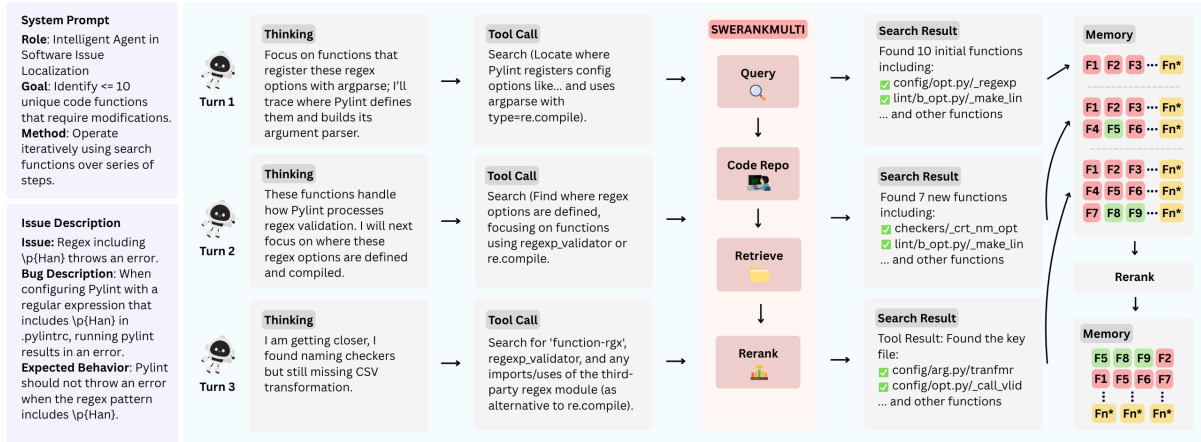 System Prompt
Role: Intelligent Agent in
Software Issue
Localization
Goal: Identify <= 10
unique code functions
that require modifications.
Method: Operate
iteratively using search
functions over series of
steps.
Issue Description
Issue: Regex including
\p{Han} throws an error.
Bug Description: When
configuring Pylint with a
regular expression that
includes \p{Han} in
.pylintrc, running pylint
results in an error.
Expected Behavior: Pylint
should not throw an error
when the regex pattern
includes \p{Han}.
Turn 1
Thinking
Focus on functions that
register these regex
options with argparse; I'll
trace where Pylint defines
them and builds its
argument parser.
Tool Call
Search (Locate where
Pylint registers config
options like... and uses
argparse with
type=re.compile).
Turn 2
Thinking
These functions handle
how Pylint processes
regex validation. I will next
focus on where these
regex options are defined
and compiled.
Tool Call
Search (Find where regex
options are defined,
focusing on functions
using regexp_validator or
re.compile.
Turn 3
Thinking
I am getting closer, I
found naming checkers
but still missing CSV
transformation.
Tool Call
Search for 'function-rgx',
regexp_validator, and any
imports/uses of the third-
party regex module (as
alternative to re.compile).
SWERANKMULTI
Query
Code Repo
Retrieve
Rerank
Search Result
Found 10 initial functions
including:
✅ config/opt.py/_regexp
✅ lint/b_opt.py/_make_lin
... and other functions
Search Result
Found 7 new functions
including:
✅ checkers/_crt_nm_opt
✅ lint/b_opt.py/_make_lin
... and other functions
Search Result
Tool Result: Found the key
file:
✅ config/arg.py/tranfmr
✅ config/opt.py/_call_vlid
... and other functions
Memory
F1 F2 F3 ... Fn*
F1 F2 F3 ... Fn*
F4 F5 F6 ... Fn*
F1 F2 F3 ... Fn*
F4 F5 F6 ... Fn*
F7 F8 F9 ... Fn*
Rerank
Memory
F5 F8 F9 F2
F1 F5 F6 F7
Fn* Fn* Fn*